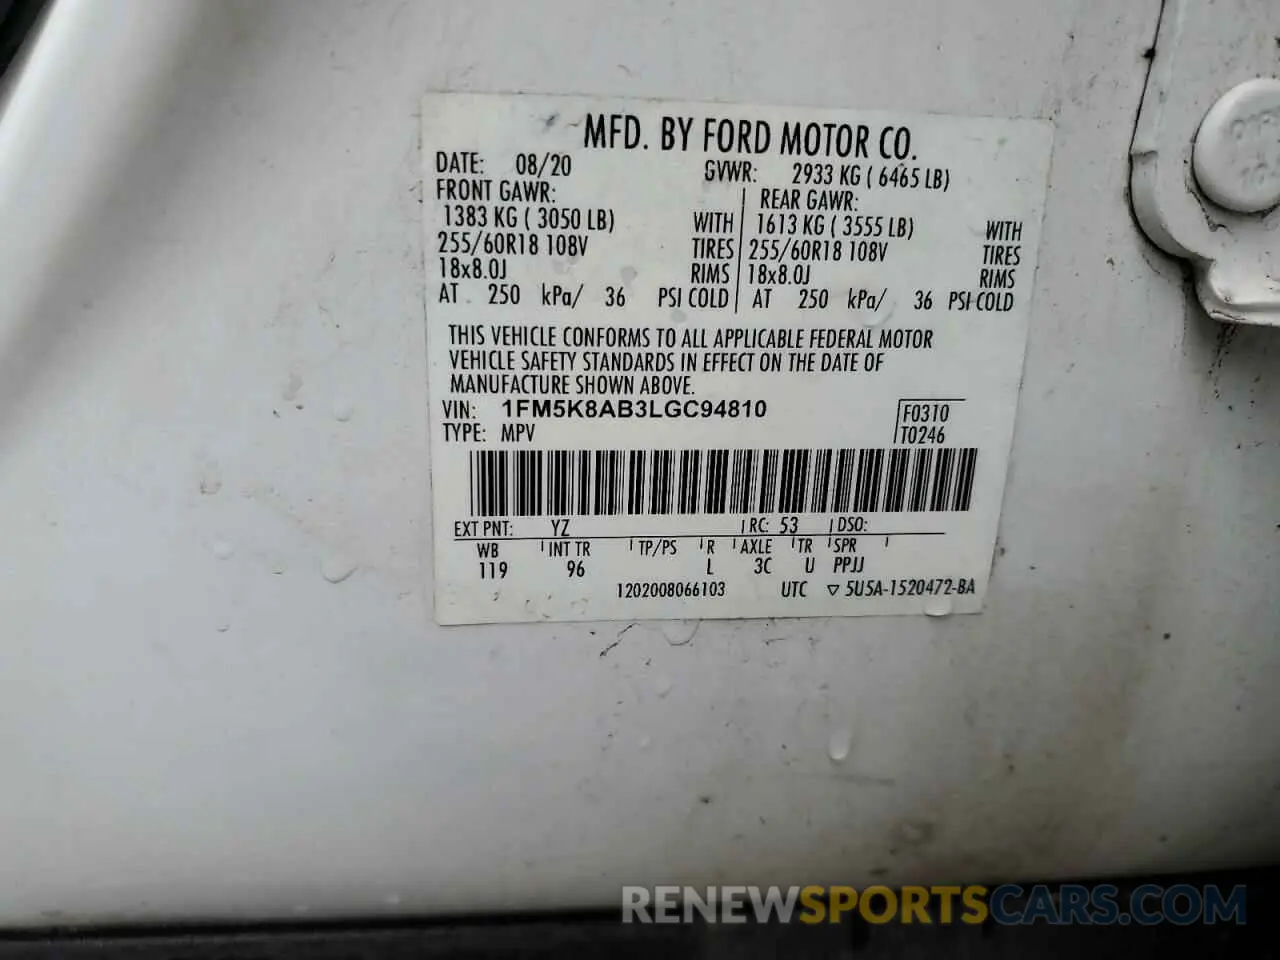 MFD. BY FORD MOTOR CO.
DATE: 08/20 GVWR: 2933 KG ( 6465 LB)
FRONT GAWR: REAR GAWR:
1383 KG ( 3050 LB) WITH 1613 KG ( 3555 LB) WITH
255/60R18 108V TIRES 255/60R18 108V TIRES
18x8.0J RIMS 18x8.0J RIMS
AT 250 kPa/ 36 PSI COLD AT 250 kPa/ 36 PSI COLD
THIS VEHICLE CONFORMS TO ALL APPLICABLE FEDERAL MOTOR
VEHICLE SAFETY STANDARDS IN EFFECT ON THE DATE OF
MANUFACTURE SHOWN ABOVE.
VIN: 1FM5K8AB3LGC94810 F0310
TYPE: MPV T0246
EXT PNT: YZ RC: 53 DSO:
WB INT TR TP/PS R AXLE TR SPR
119 96 L 3C U PPJJ
1202008066103 UTC ▽ 5U5A-1520472-BA
RENEWSPORTSCARS.COM